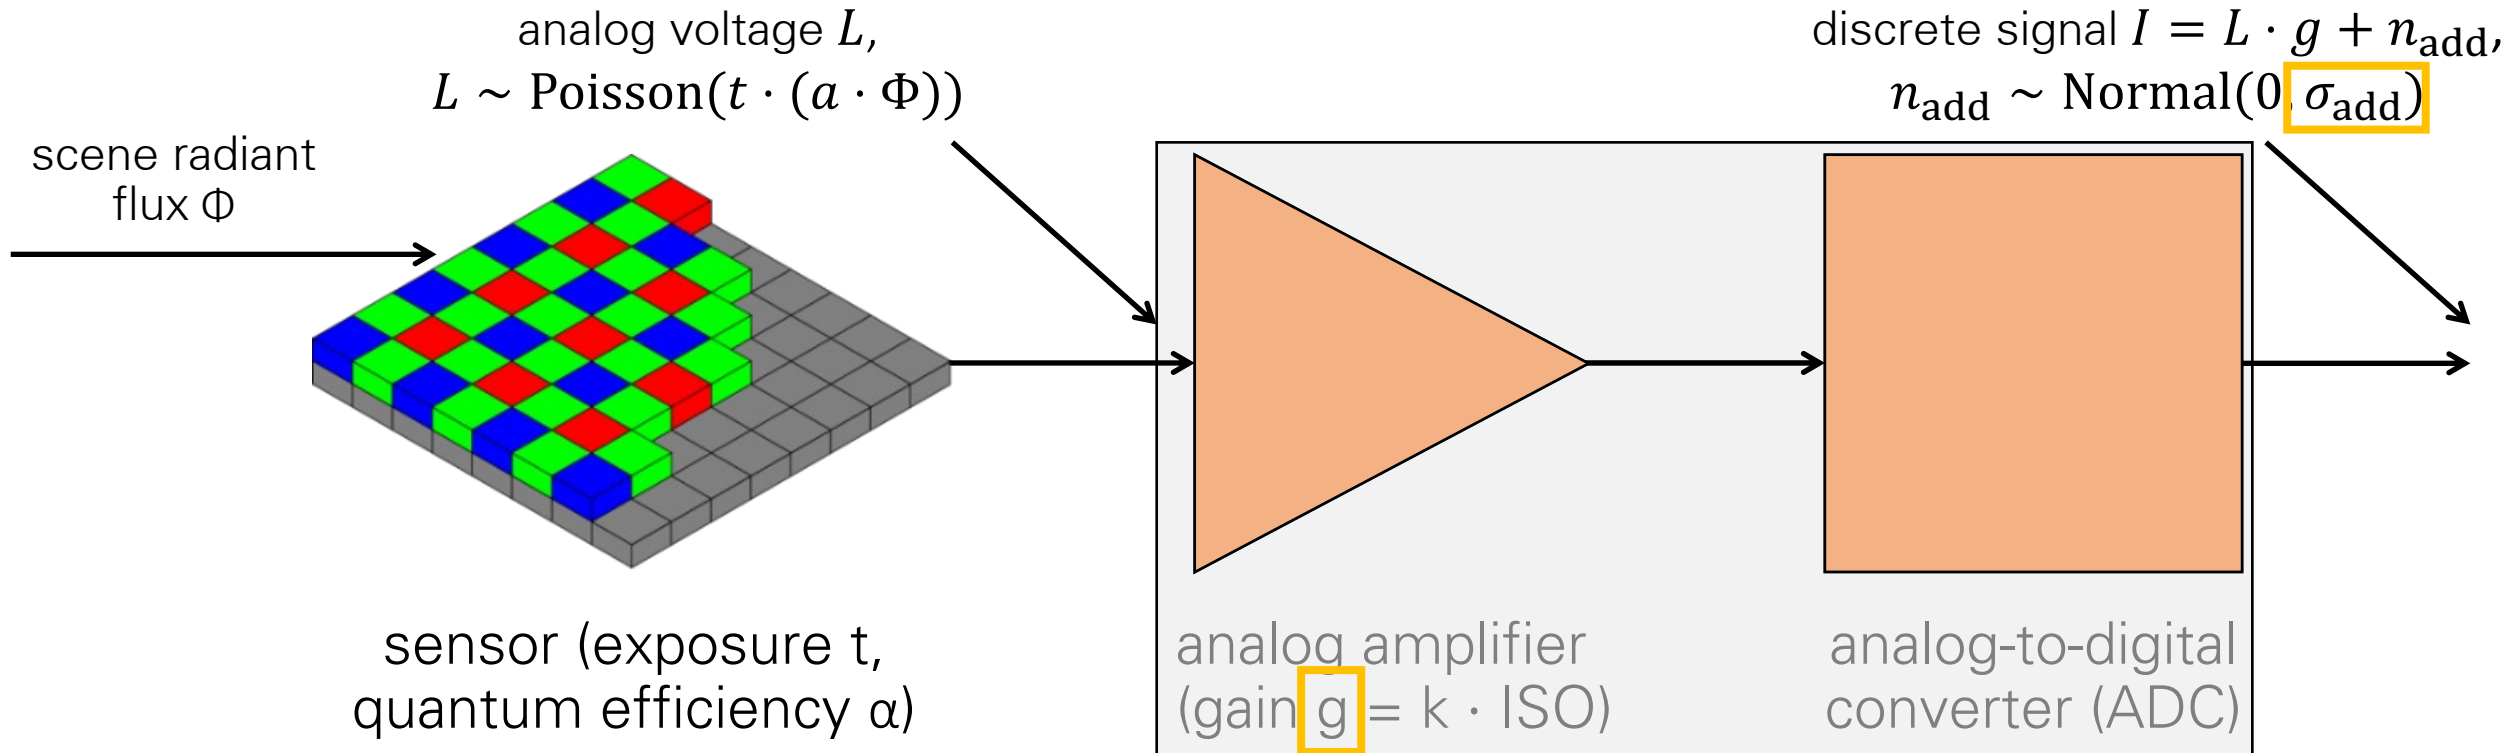 analog voltage L,
L ~ Poisson(t · (a · Φ))
discrete signal I = L · g + n_add,
n_add ~ Normal(0, σ_add)
scene radiant
flux Φ
sensor (exposure t,
quantum efficiency α)
analog amplifier
(gain g = k · ISO)
analog-to-digital
converter (ADC)